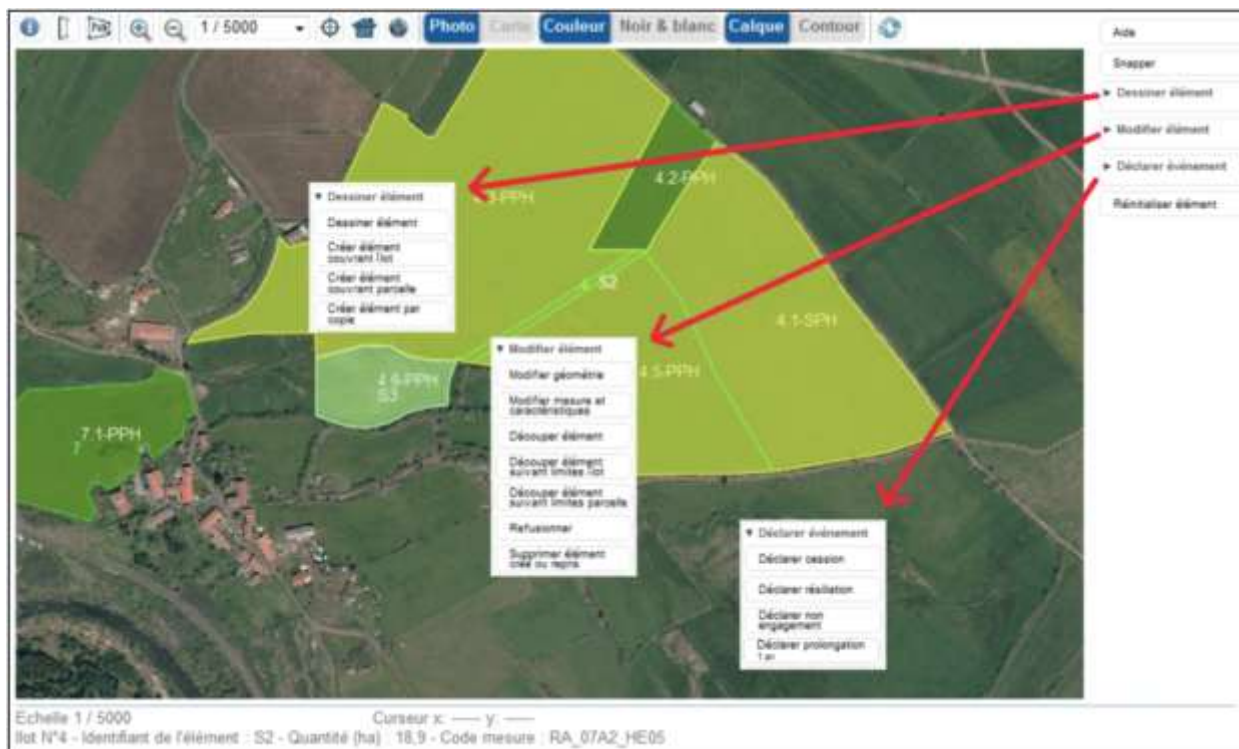 1 / 5000 Photo Carte Couleur Noir & blanc Calque Contour
Aide
Snapper
Dessiner élément
Modifier élément
Déclarer événement
Réinitialiser élément
4.2-PPH
3-PPH
Dessiner élément
Dessiner élément
Créer élément
couvrant îlot
Créer élément
couvrant parcelle
Créer élément par
copie
S2
4.1-SPH
4.5-PPH
4.6-PPH
S3
7.1-PPH
Modifier élément
Modifier géométrie
Modifier mesure et
caractéristiques
Découper élément
Découper élément
suivant limites îlot
Découper élément
suivant limites parcelle
Refusionner
Supprimer élément
créé ou repris
Déclarer événement
Déclarer cession
Déclarer résiliation
Déclarer non
engagement
Déclarer prolongation
1 an
Echelle 1 / 5000 Curseur x: ----- y: -----
Ilot N°4 - Identifiant de l'élément : S2 - Quantité (ha) : 18,9 - Code mesure : RA_07A2_HE05